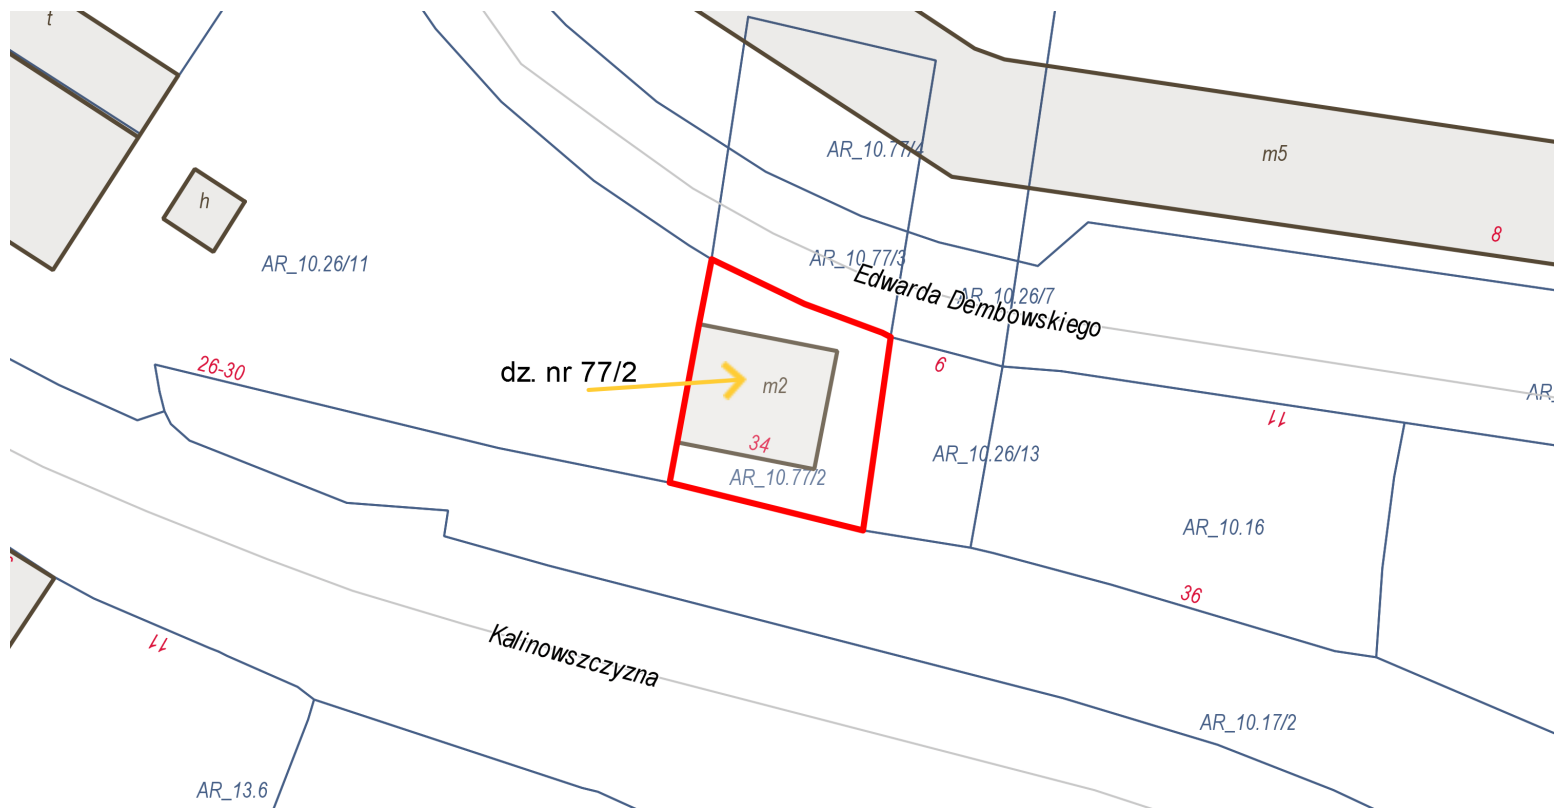 t
AR_10.77/4
m5
h
8
AR_10.26/11
AR_10.77/3
Edwarda Dembowskiego
AR_10.26/7
26-30
dz. nr 77/2
6
m2
AR_
11
34
AR_10.26/13
AR_10.77/2
AR_10.16
36
11
Kalinowszczyzna
AR_10.17/2
AR_13.6